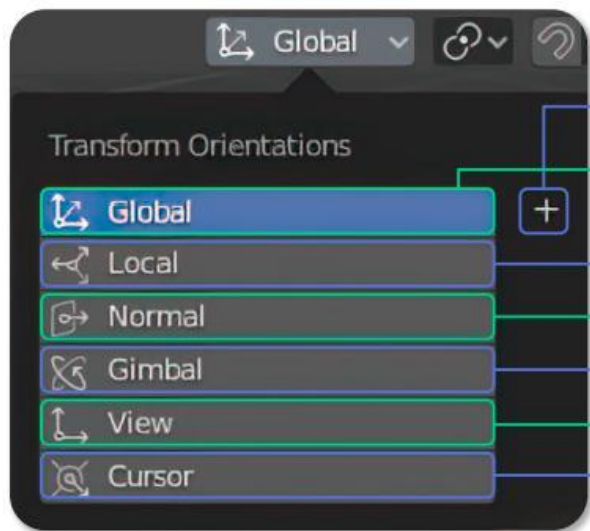 Global
Transform Orientations
Global
+
Local
Normal
Gimbal
View
Cursor